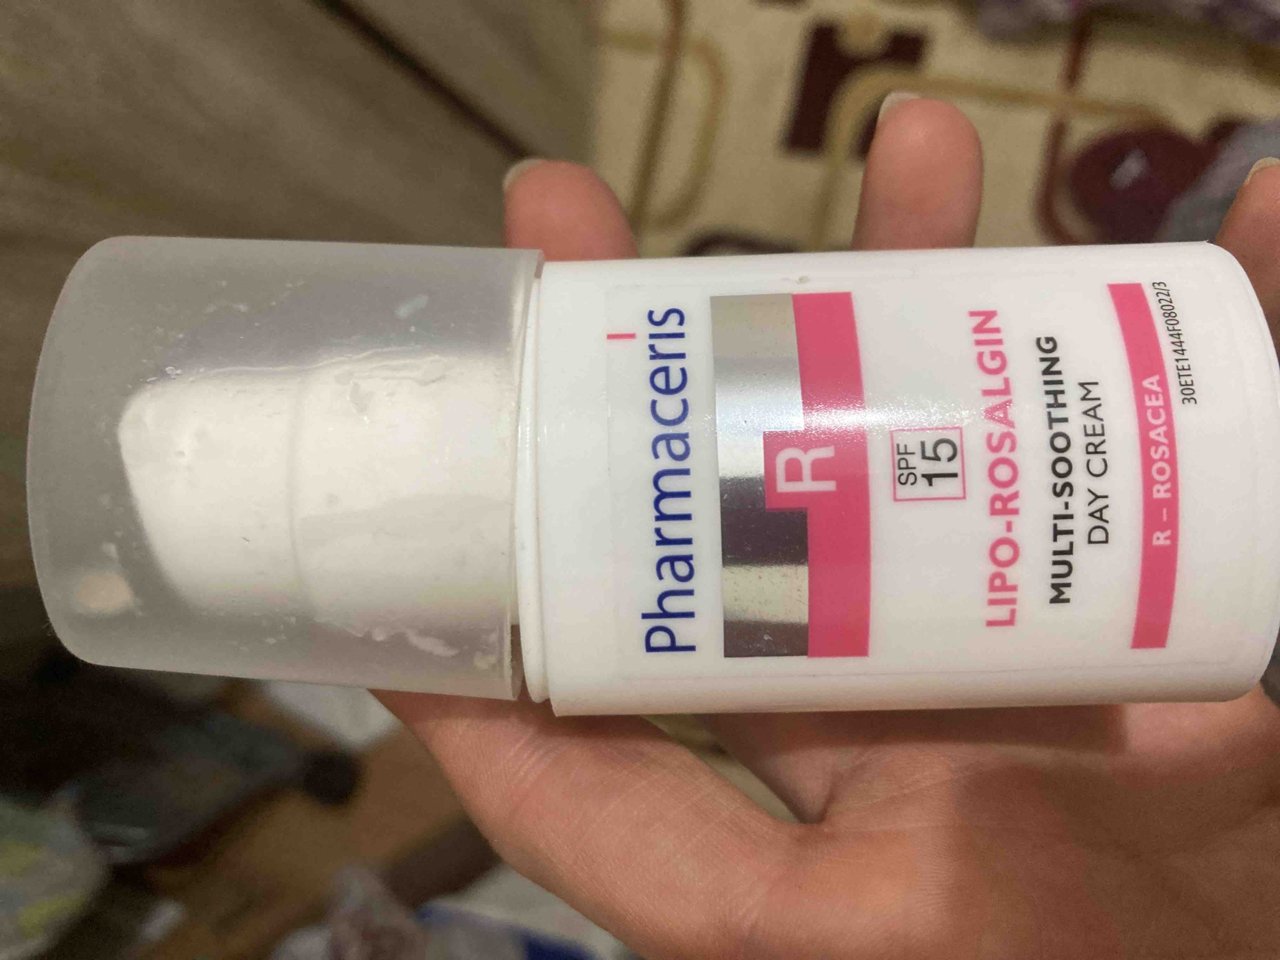 Pharmaceris
R
SPF
15
LIPO-ROSALGIN
MULTI-SOOTHING
DAY CREAM
R – ROSACEA
30ETE1444F08022/3